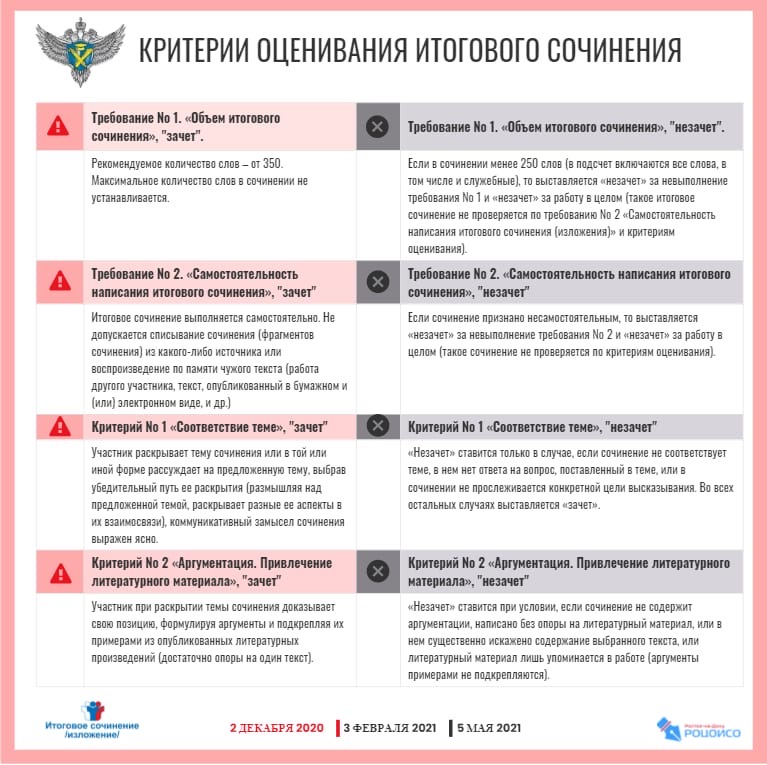 КРИТЕРИИ ОЦЕНИВАНИЯ ИТОГОВОГО СОЧИНЕНИЯ
Требование No 1. «Объем итогового
сочинения», "зачет".
Требование No 1. «Объем итогового сочинения», "незачет".
Рекомендуемое количество слов – от 350.
Максимальное количество слов в сочинении не
устанавливается.
Если в сочинении менее 250 слов (в подсчет включаются все слова, в
том числе и служебные), то выставляется «незачет» за невыполнение
требования No 1 и «незачет» за работу в целом (такое итоговое
сочинение не проверяется по требованию No 2 «Самостоятельность
написания итогового сочинения (изложения)» и критериям
оценивания).
Требование No 2. «Самостоятельность
написания итогового сочинения», "зачет"
Требование No 2. «Самостоятельность написания итогового
сочинения», "незачет"
Итоговое сочинение выполняется самостоятельно. Не
допускается списывание сочинения (фрагментов
сочинения) из какого-либо источника или
воспроизведение по памяти чужого текста (работа
другого участника, текст, опубликованный в бумажном и
(или) электронном виде, и др.)
Если сочинение признано несамостоятельным, то выставляется
«незачет» за невыполнение требования No 2 и «незачет» за работу в
целом (такое сочинение не проверяется по критериям оценивания).
Критерий No 1 «Соответствие теме», "зачет"
Критерий No 1 «Соответствие теме», "незачет"
Участник раскрывает тему сочинения или в той или
иной форме рассуждает на предложенную тему, выбрав
убедительный путь ее раскрытия (размышляя над
предложенной темой, раскрывает разные ее аспекты в
их взаимосвязи), коммуникативный замысел сочинения
выражен ясно.
«Незачет» ставится только в случае, если сочинение не соответствует
теме, в нем нет ответа на вопрос, поставленный в теме, или в
сочинении не прослеживается конкретной цели высказывания. Во всех
остальных случаях выставляется «зачет».
Критерий No 2 «Аргументация. Привлечение
литературного материала», "зачет"
Критерий No 2 «Аргументация. Привлечение литературного
материала», "незачет"
Участник при раскрытии темы сочинения доказывает
свою позицию, формулируя аргументы и подкрепляя их
примерами из опубликованных литературных
произведений (достаточно опоры на один текст).
«Незачет» ставится при условии, если сочинение не содержит
аргументации, написано без опоры на литературный материал, или в
нем существенно искажено содержание выбранного текста, или
литературный материал лишь упоминается в работе (аргументы
примерами не подкрепляются).
Итоговое сочинение
/изложение/
2 ДЕКАБРЯ 2020
3 ФЕВРАЛЯ 2021
5 МАЯ 2021
Ростов-на-Дону
РОЦОИСО